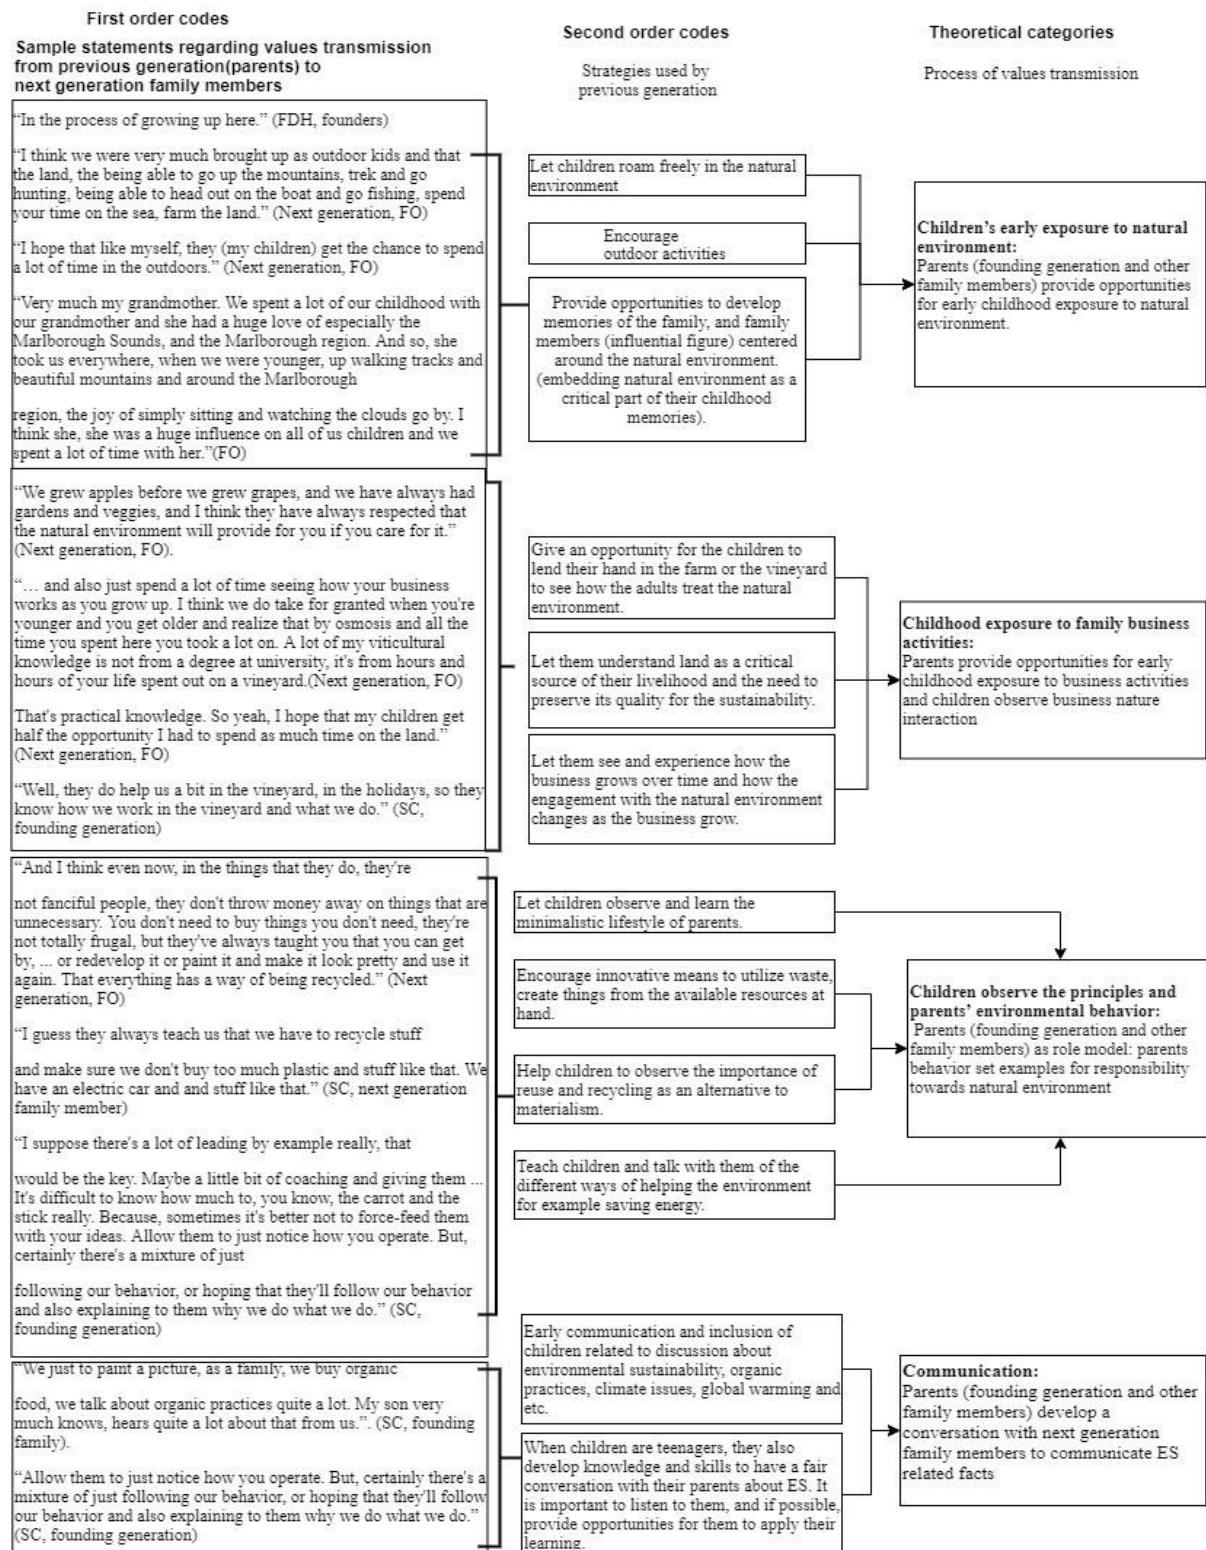 First order codes
Sample statements regarding values transmission
from previous generation(parents) to
next generation family members
Second order codes
Strategies used by
previous generation
Theoretical categories
Process of values transmission
“In the process of growing up here.” (FDH, founders)
“I think we were very much brought up as outdoor kids and that
the land, the being able to go up the mountains, trek and go
hunting, being able to head out on the boat and go fishing, spend
your time on the sea, farm the land.” (Next generation, FO)
“I hope that like myself, they (my children) get the chance to spend
a lot of time in the outdoors.” (Next generation, FO)
“Very much my grandmother. We spent a lot of our childhood with
our grandmother and she had a huge love of especially the
Marlborough Sounds, and the Marlborough region. And so, she
took us everywhere, when we were younger, up walking tracks and
beautiful mountains and around the Marlborough
region, the joy of simply sitting and watching the clouds go by. I
think she, she was a huge influence on all of us children and we
spent a lot of time with her.”(FO)
Let children roam freely in the natural
environment
Encourage
outdoor activities
Provide opportunities to develop
memories of the family, and family
members (influential figure) centered
around the natural environment.
(embedding natural environment as a
critical part of their childhood
memories).
Children’s early exposure to natural
environment:
Parents (founding generation and other
family members) provide opportunities
for early childhood exposure to natural
environment.
“We grew apples before we grew grapes, and we have always had
gardens and veggies, and I think they have always respected that
the natural environment will provide for you if you care for it.”
(Next generation, FO).
“… and also just spend a lot of time seeing how your business
works as you grow up. I think we do take for granted when you're
younger and you get older and realize that by osmosis and all the
time you spent here you took a lot on. A lot of my viticultural
knowledge is not from a degree at university, it's from hours and
hours of your life spent out on a vineyard.(Next generation, FO)
That's practical knowledge. So yeah, I hope that my children get
half the opportunity I had to spend as much time on the land.”
(Next generation, FO)
“Well, they do help us a bit in the vineyard, in the holidays, so they
know how we work in the vineyard and what we do.” (SC,
founding generation)
Give an opportunity for the children to
lend their hand in the farm or the vineyard
to see how the adults treat the natural
environment.
Let them understand land as a critical
source of their livelihood and the need to
preserve its quality for the sustainability.
Let them see and experience how the
business grows over time and how the
engagement with the natural environment
changes as the business grow.
Childhood exposure to family business
activities:
Parents provide opportunities for early
childhood exposure to business activities
and children observe business nature
interaction
“And I think even now, in the things that they do, they're
not fanciful people, they don't throw money away on things that are
unnecessary. You don't need to buy things you don't need, they're
not totally frugal, but they've always taught you that you can get
by, ... or redevelop it or paint it and make it look pretty and use it
again. That everything has a way of being recycled.” (Next
generation, FO)
“I guess they always teach us that we have to recycle stuff
and make sure we don't buy too much plastic and stuff like that. We
have an electric car and and stuff like that.” (SC, next generation
family member)
“I suppose there's a lot of leading by example really, that
would be the key. Maybe a little bit of coaching and giving them ...
It's difficult to know how much to, you know, the carrot and the
stick really. Because, sometimes it's better not to force-feed them
with your ideas. Allow them to just notice how you operate. But,
certainly there's a mixture of just
following our behavior, or hoping that they'll follow our behavior
and also explaining to them why we do what we do.” (SC,
founding generation)
Let children observe and learn the
minimalistic lifestyle of parents.
Encourage innovative means to utilize waste,
create things from the available resources at
hand.
Help children to observe the importance of
reuse and recycling as an alternative to
materialism.
Teach children and talk with them of the
different ways of helping the environment
for example saving energy.
Children observe the principles and
parents’ environmental behavior:
Parents (founding generation and other
family members) as role model: parents
behavior set examples for responsibility
towards natural environment
“We just to paint a picture, as a family, we buy organic
food, we talk about organic practices quite a lot. My son very
much knows, hears quite a lot about that from us.”. (SC, founding
family).
“Allow them to just notice how you operate. But, certainly there's a
mixture of just following our behavior, or hoping that they'll follow
our behavior and also explaining to them why we do what we do.”
(SC, founding generation)
Early communication and inclusion of
children related to discussion about
environmental sustainability, organic
practices, climate issues, global warming and
etc.
When children are teenagers, they also
develop knowledge and skills to have a fair
conversation with their parents about ES. It
is important to listen to them, and if possible,
provide opportunities for them to apply their
learning.
Communication:
Parents (founding generation and other
family members) develop a
conversation with next generation
family members to communicate ES
related facts